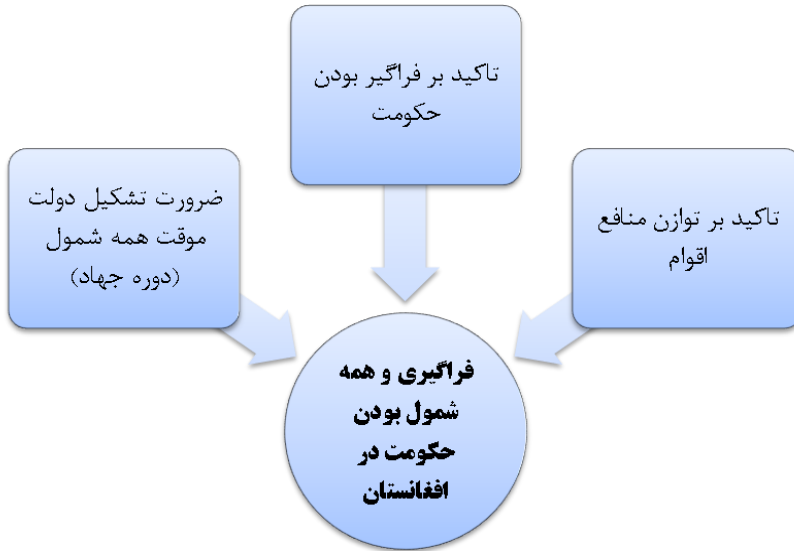 تاکید بر فراگیر بودن
حکومت
تاکید بر توازن منافع
اقوام
ضرورت تشکیل دولت
موقت همه شمول
(دوره جهاد)
فراگیری و همه
شمول بودن
حکومت در
افغانستان